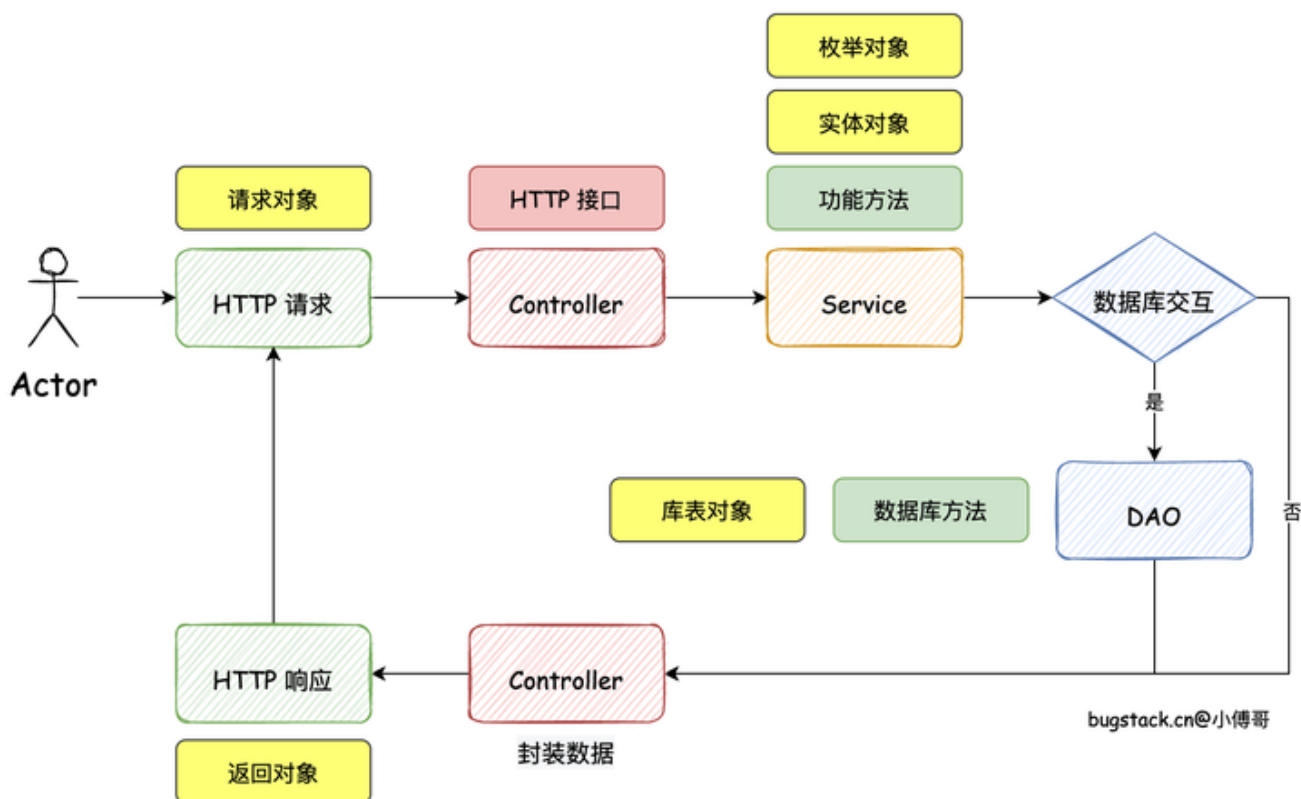 枚举对象
实体对象
请求对象
HTTP 接口
功能方法
HTTP 请求
Controller
Service
数据库交互
Actor
是
库表对象
数据库方法
DAO
否
HTTP 响应
Controller
bugstack.cn@小傅哥
封装数据
返回对象